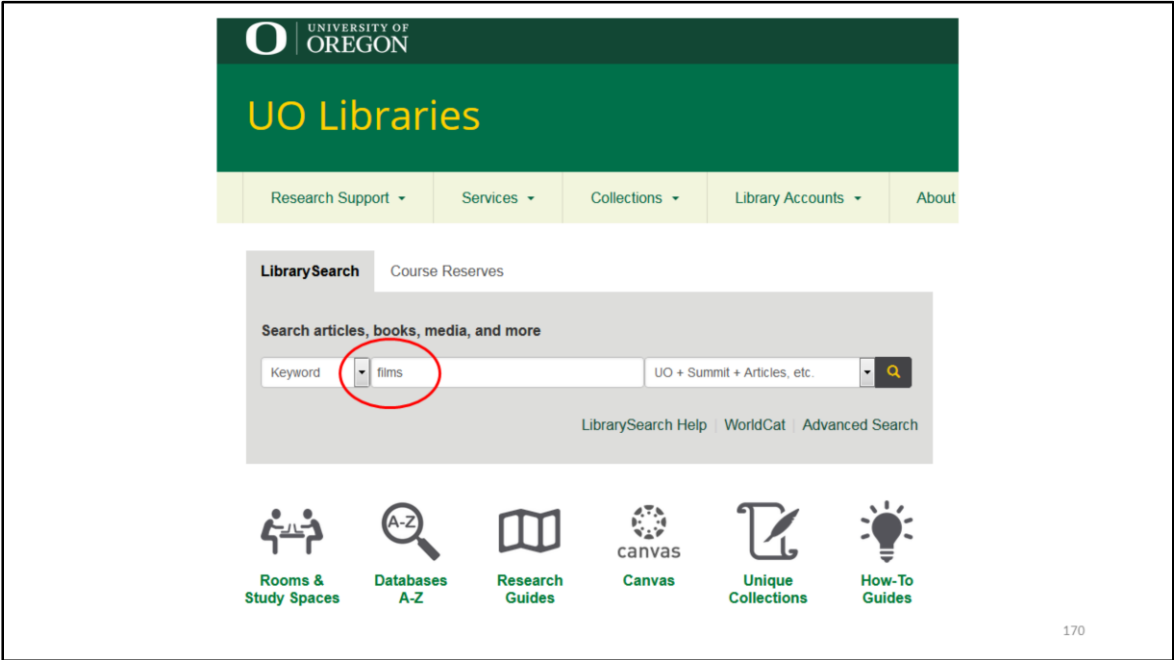 UNIVERSITY OF
OREGON
UO Libraries
Research Support Services Collections Library Accounts About
LibrarySearch Course Reserves
Search articles, books, media, and more
Keyword films UO + Summit + Articles, etc.
LibrarySearch Help WorldCat Advanced Search
A-Z
canvas
Rooms &
Study Spaces
Databases
A-Z
Research
Guides
Canvas
Unique
Collections
How-To
Guides
170